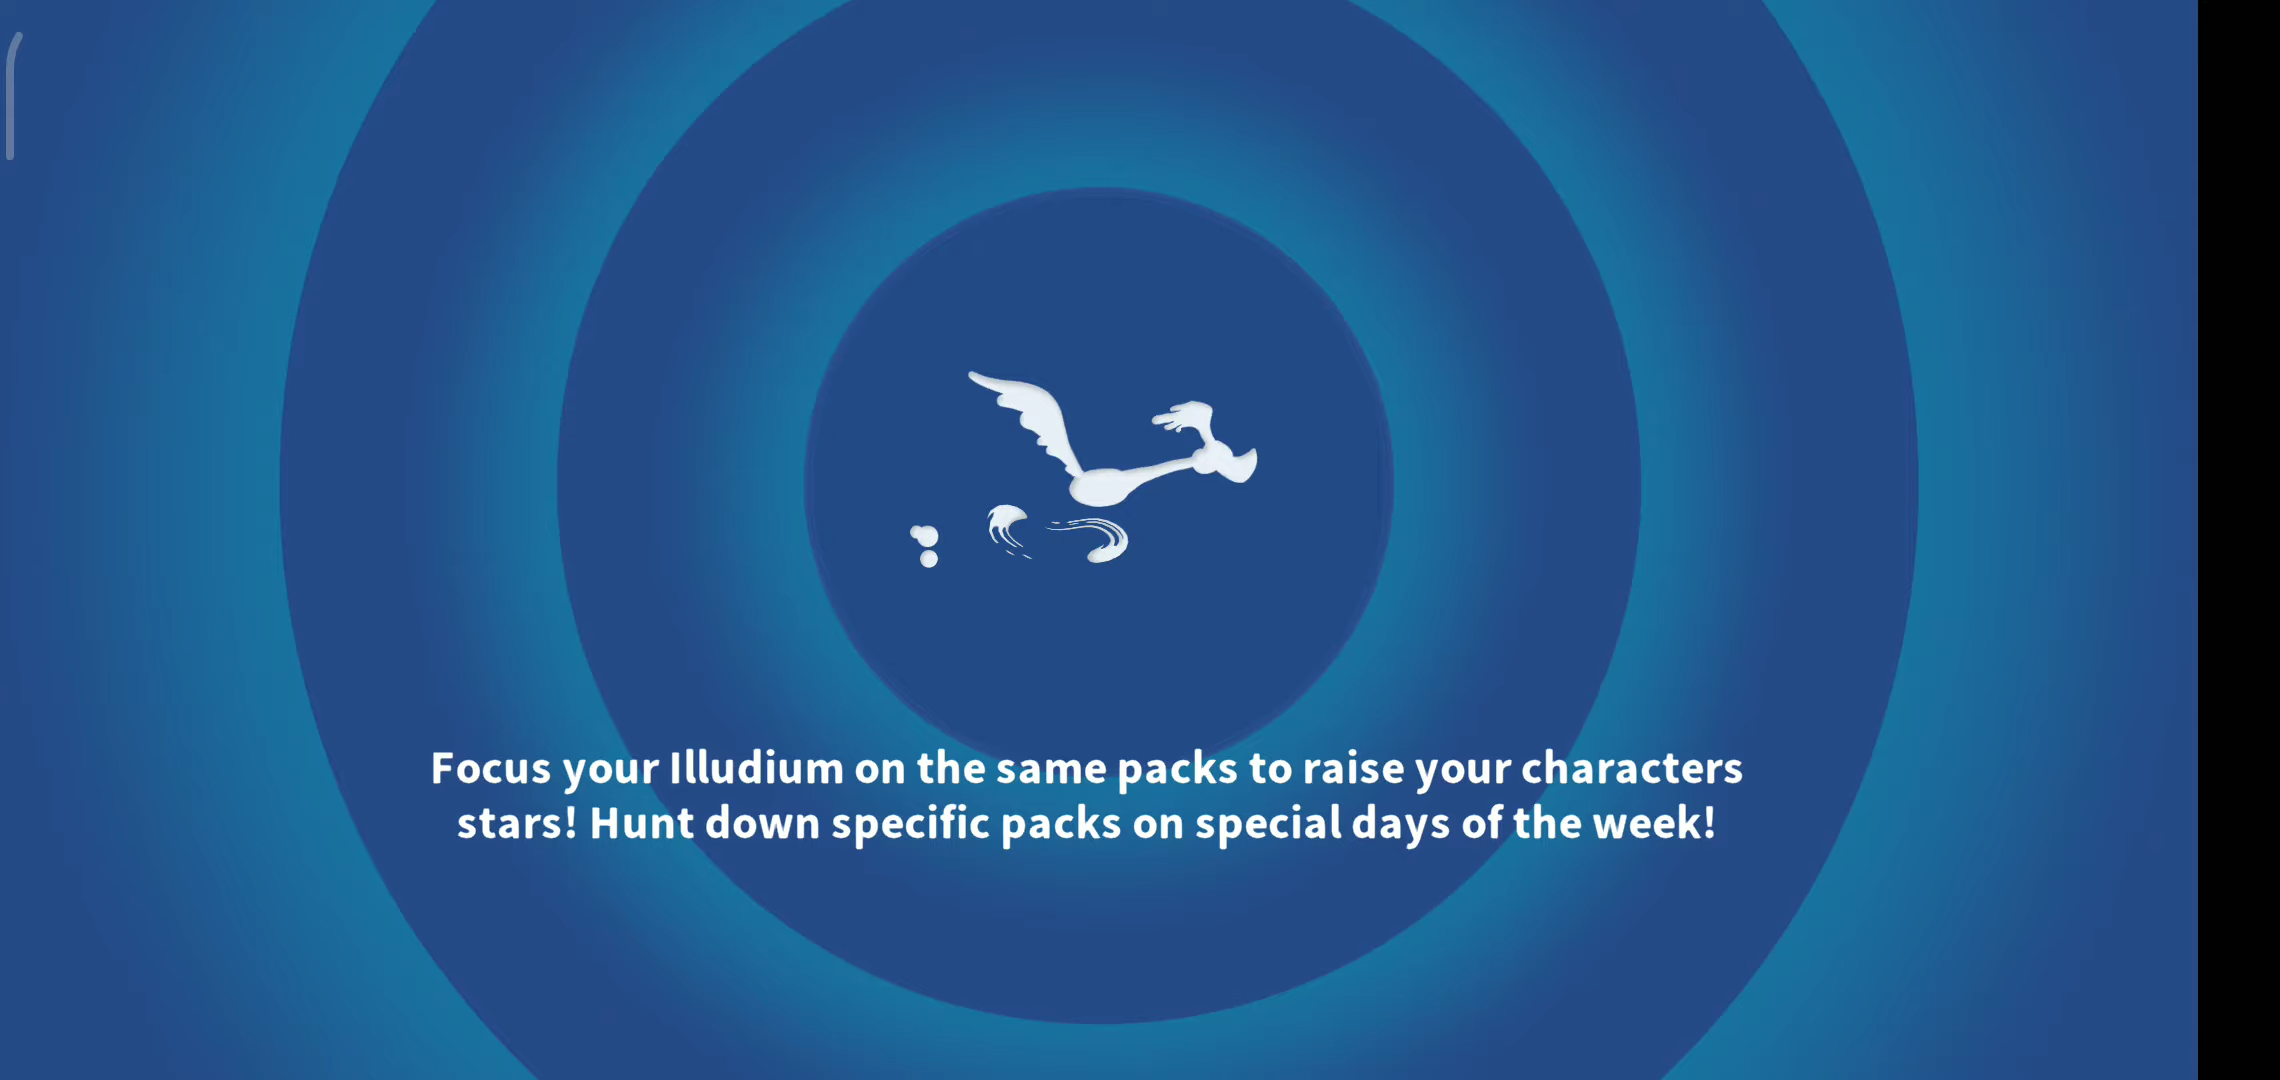 Focus your Illudium on the same packs to raise your characters
stars! Hunt down specific packs on special days of the week!